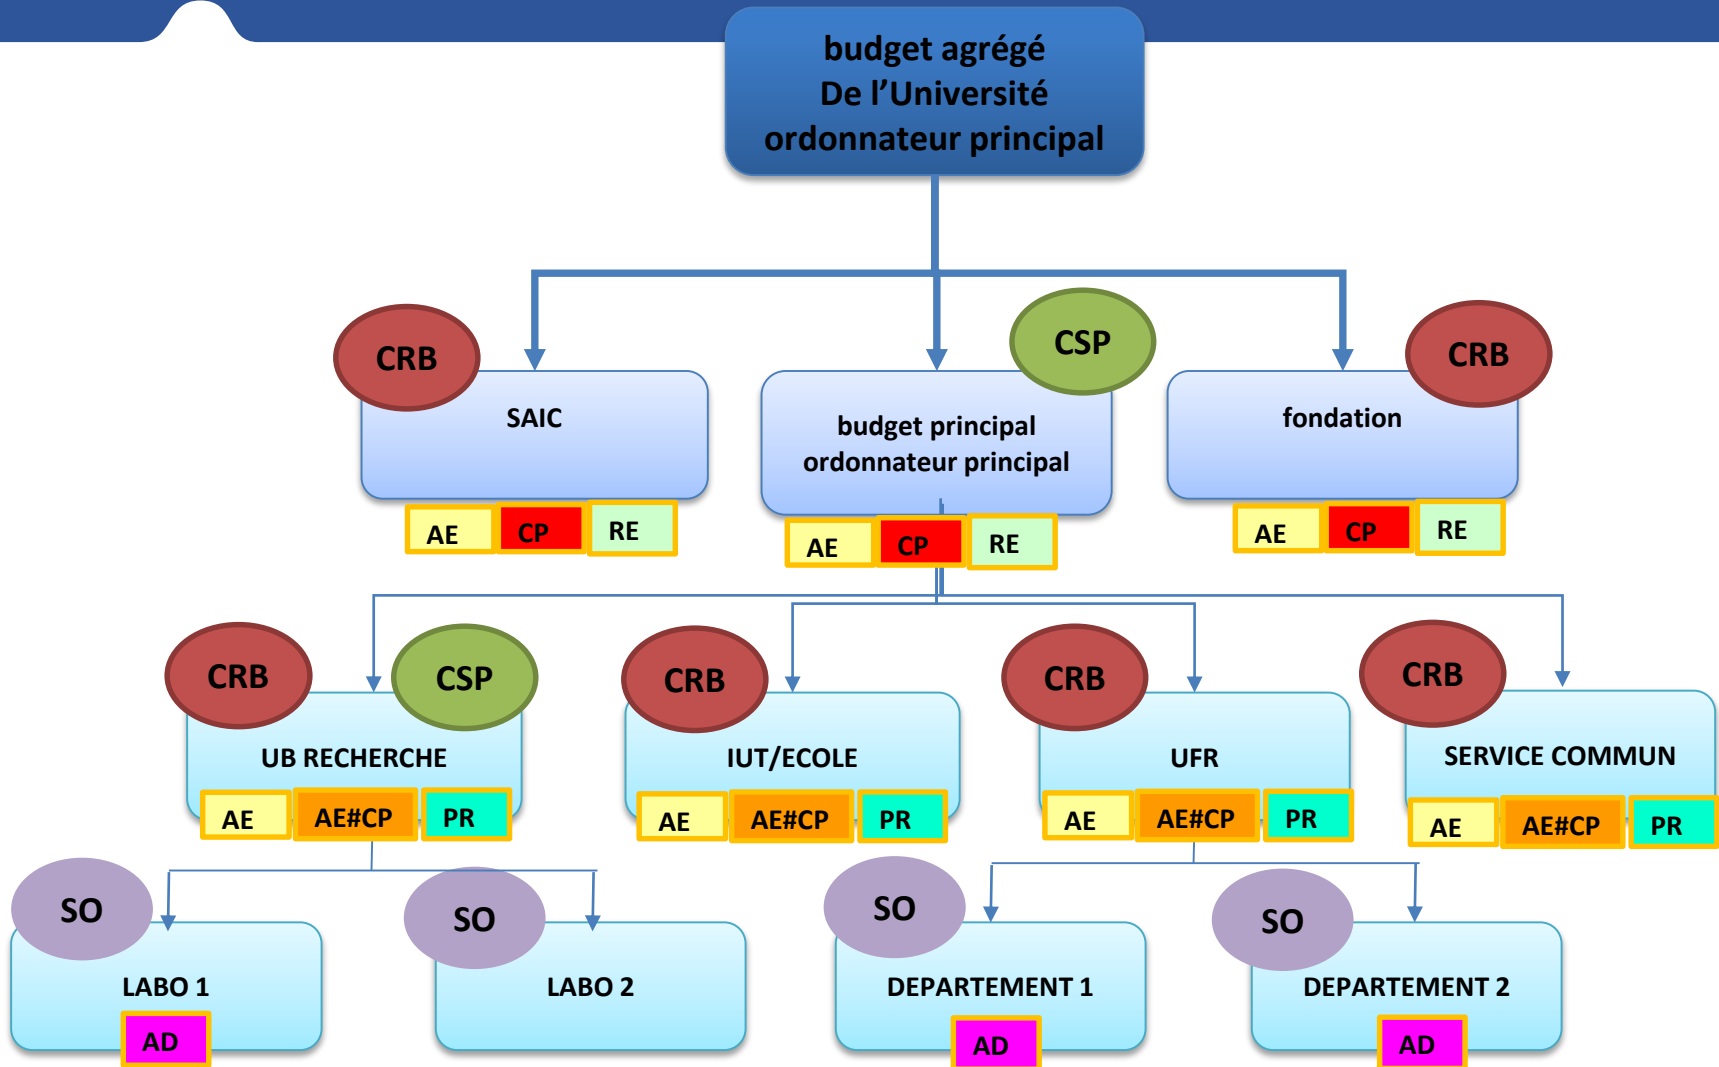 budget agrégé
De l’Université
ordonnateur principal
CRB
CSP
CRB
SAIC
budget principal
ordonnateur principal
fondation
AE CP RE
AE CP RE
AE CP RE
CRB
CSP
CRB
CRB
CRB
UB RECHERCHE
IUT/ECOLE
UFR
SERVICE COMMUN
AE AE#CP PR
AE AE#CP PR
AE AE#CP PR
AE AE#CP PR
SO
SO
SO
SO
LABO 1
LABO 2
DEPARTEMENT 1
DEPARTEMENT 2
AD
AD
AD